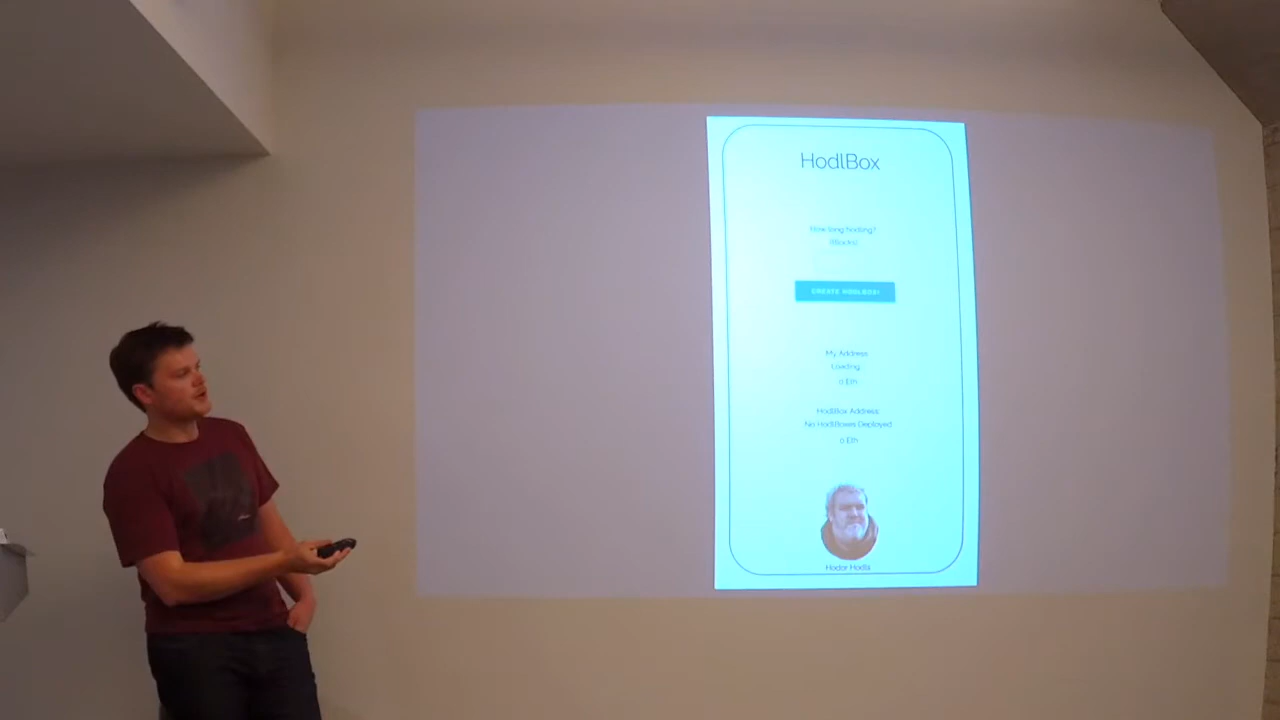 HodlBox
How long hodling?
(Blocks)
CREATE HODLBOX!
My Address:
Loading
0 Eth
HodlBox Address:
No HodlBoxes Deployed
0 Eth
Hodor Hodls